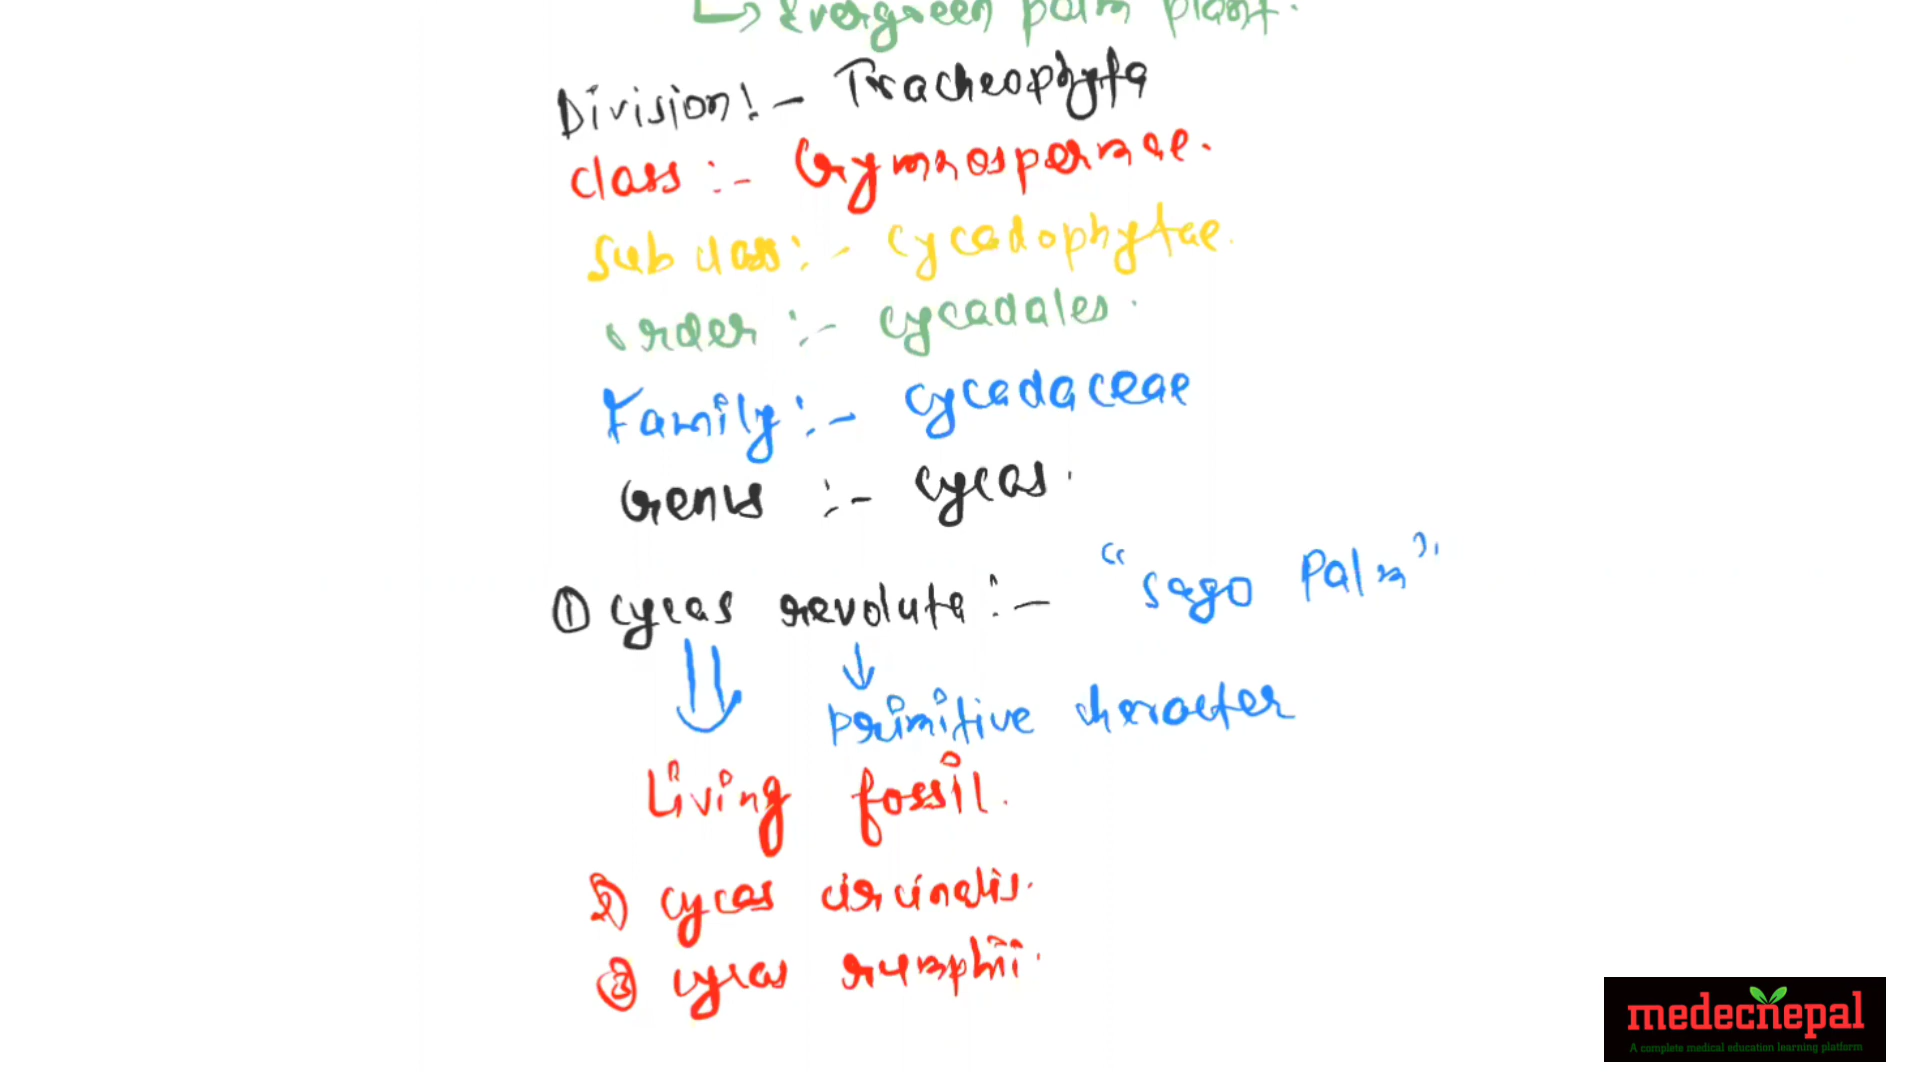 ↳ Evergreen palm plant.
Division:- Tracheophyta
class :- Gymnospermae.
Sub class:- cycadophytae.
order :- cycadales.
Family:- cycadaceae
Genus :- cycas.
① cycas revoluta:- "Sago Palm".
↓ primitive character
⇓ Living fossil.
② cycas circinalis.
③ cycas rumphii.
medecnepal
A complete medical education learning platform